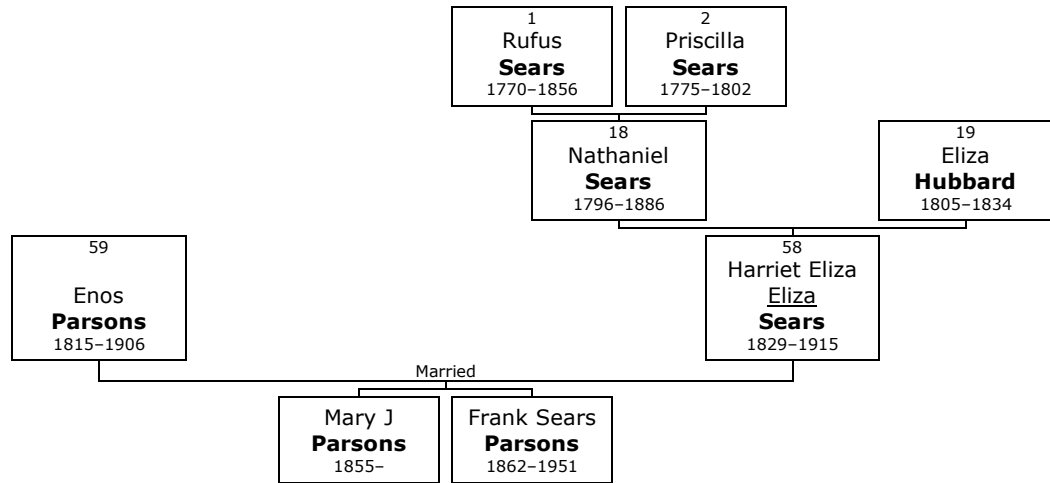 1
Rufus
Sears
1770–1856
2
Priscilla
Sears
1775–1802
18
Nathaniel
Sears
1796–1886
19
Eliza
Hubbard
1805–1834
59
Enos
Parsons
1815–1906
58
Harriet Eliza
Eliza
Sears
1829–1915
Married
Mary J
Parsons
1855–
Frank Sears
Parsons
1862–1951